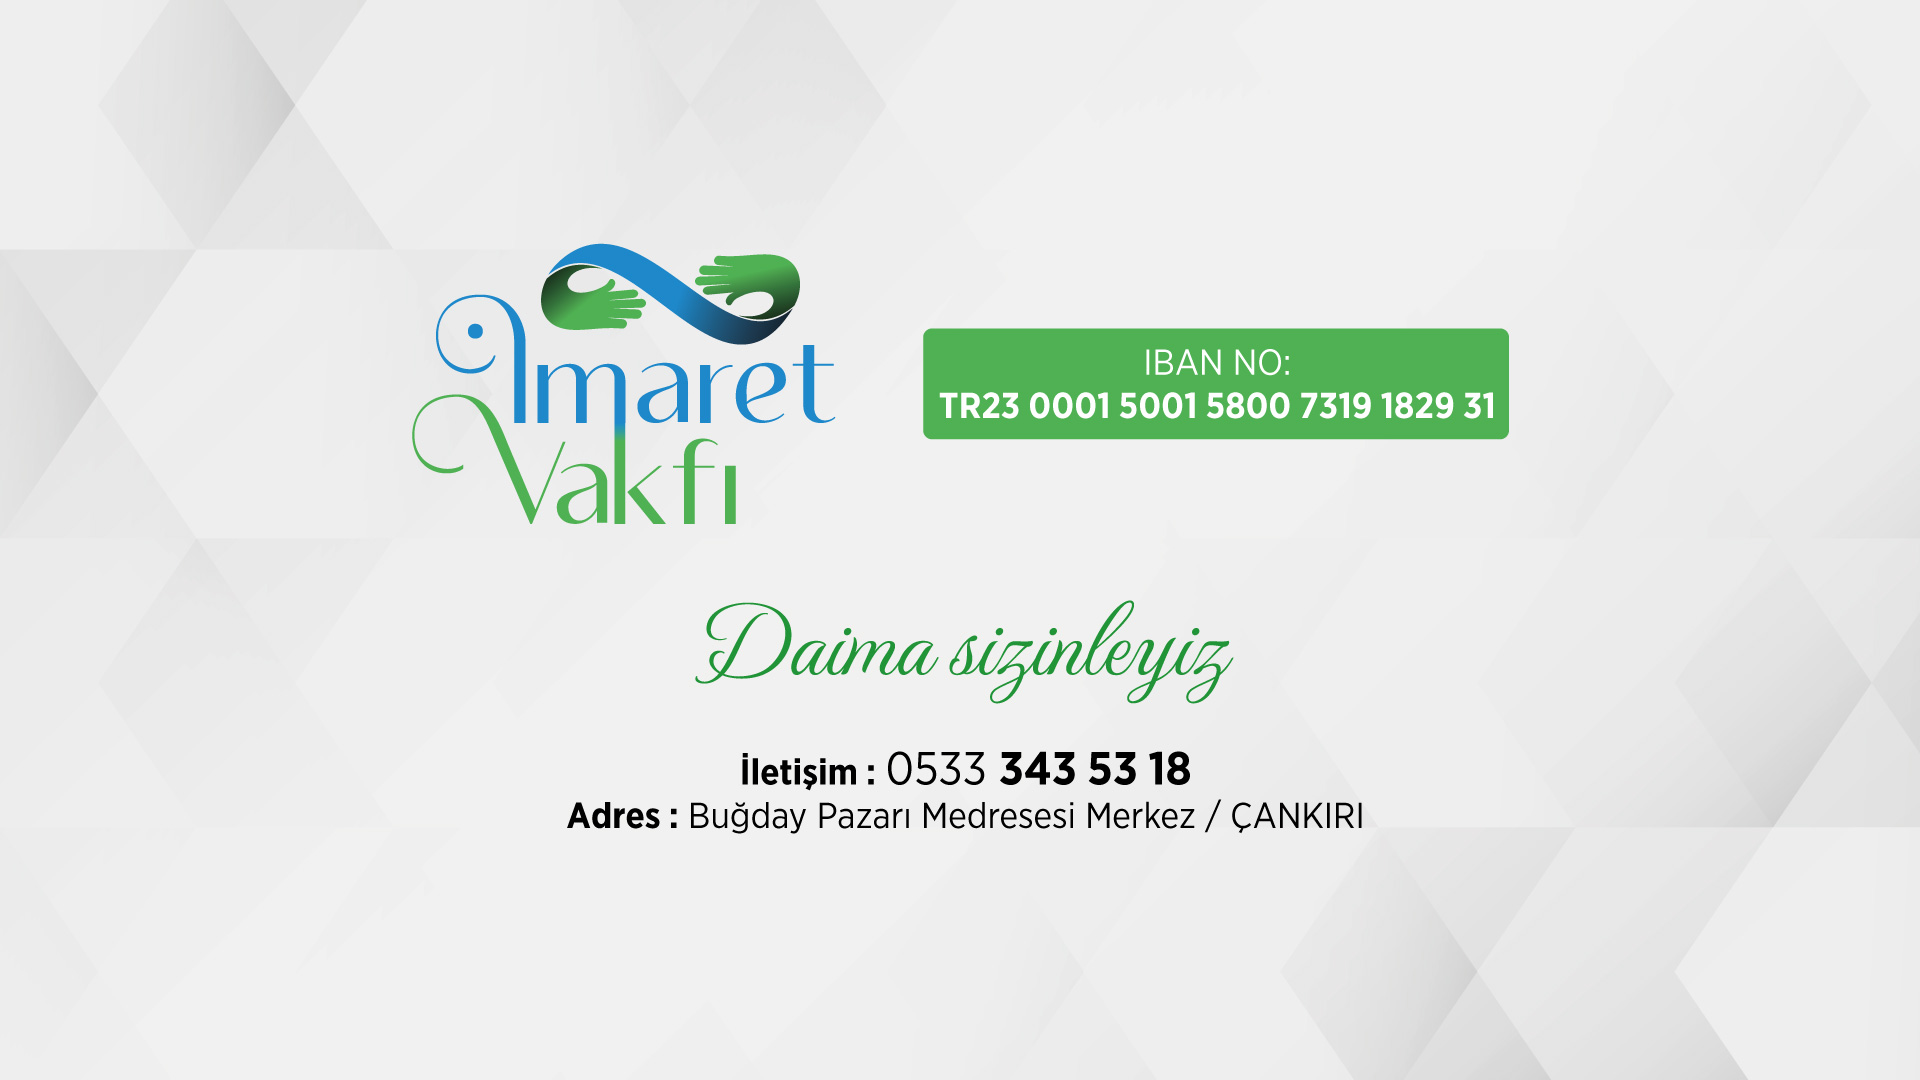 İmaret
Vakfı
IBAN NO:
TR23 0001 5001 5800 7319 1829 31
Daima sizinleyiz
İletişim : 0533 343 53 18
Adres : Buğday Pazarı Medresesi Merkez / ÇANKIRI